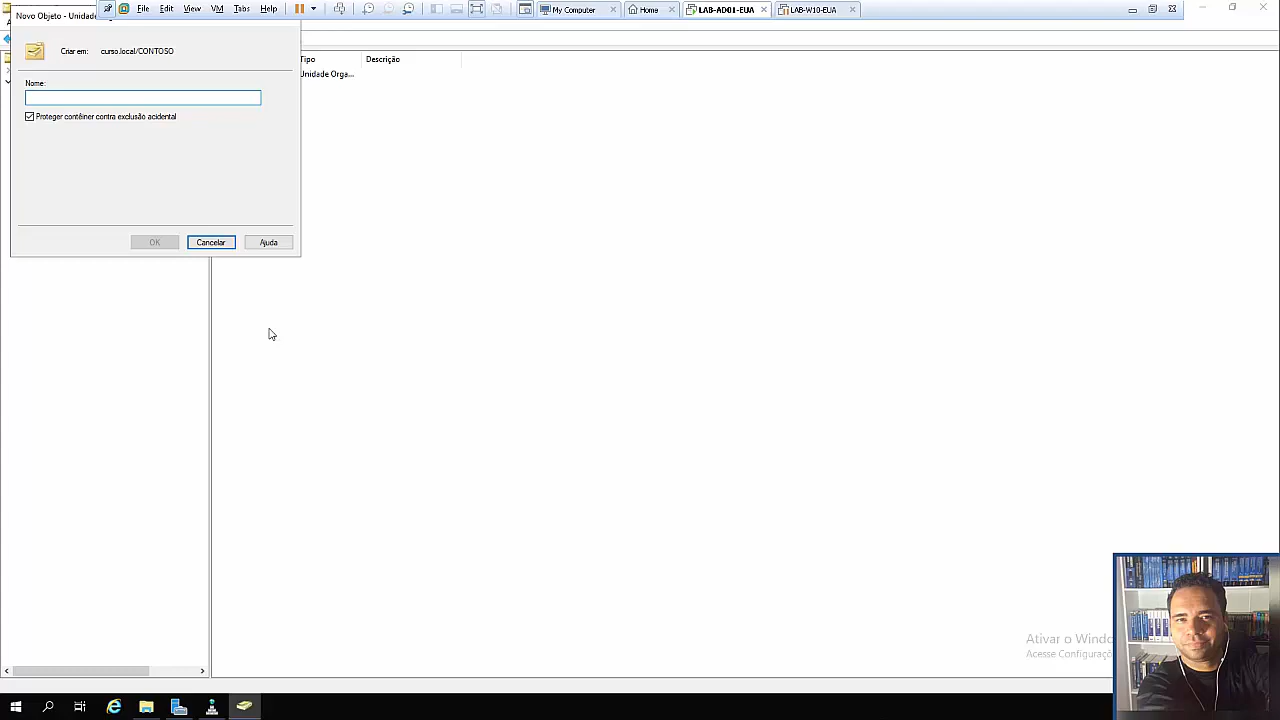 Novo Objeto - Unidade
File Edit View VM Tabs Help
My Computer
Home
LAB-AD01-EUA
LAB-W10-EUA
Criar em: curso.local/CONTOSO
Nome:
Proteger contêiner contra exclusão acidental
OK Cancelar Ajuda
Tipo Descrição
Unidade Orga...
Ativar o Windo
Acesse Configuraçõ